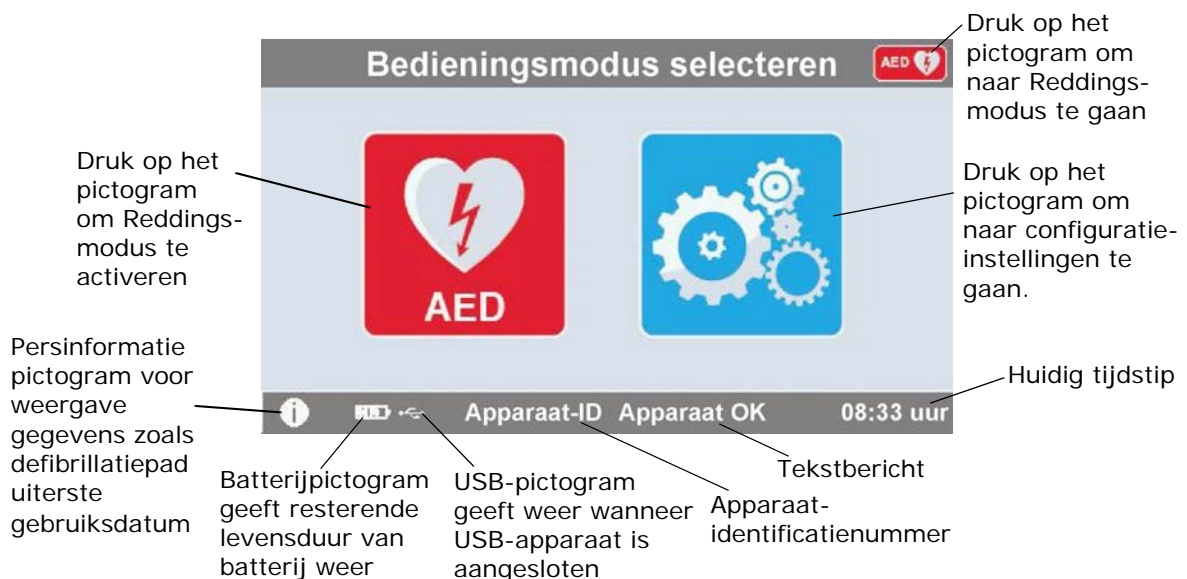 Druk op het
pictogram om
naar Reddings-
modus te gaan
Bedieningsmodus selecteren
AED
Druk op het
pictogram
om Reddings-
modus te
activeren
AED
Druk op het
pictogram om
naar configuratie-
instellingen te
gaan.
Persinformatie
pictogram voor
weergave
gegevens zoals
defibrillatiepad
uiterste
gebruiksdatum
Huidig tijdstip
Apparaat-ID Apparaat OK 08:33 uur
Batterijpictogram
geeft resterende
levensduur van
batterij weer
USB-pictogram
geeft weer wanneer
USB-apparaat is
aangesloten
Apparaat-
identificatienummer
Tekstbericht